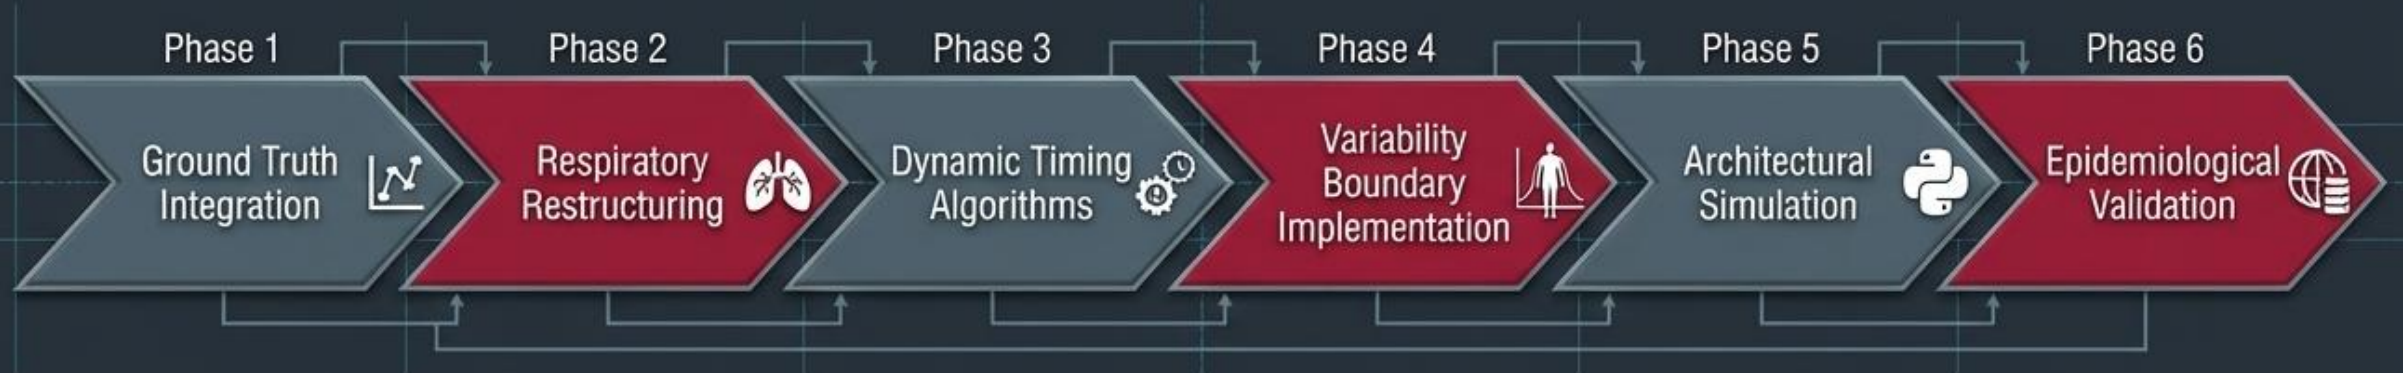 Phase 1
Ground Truth
Integration
Phase 2
Respiratory
Restructuring
Phase 3
Dynamic Timing
Algorithms
Phase 4
Variability
Boundary
Implementation
Phase 5
Architectural
Simulation
Phase 6
Epidemiological
Validation